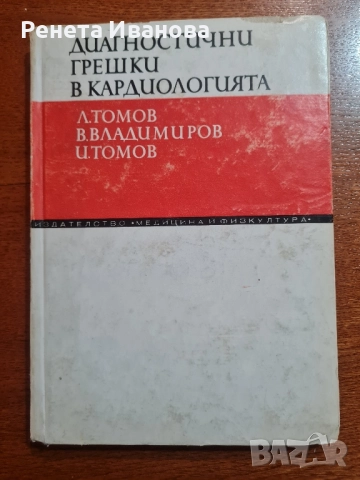 Ренета Иванова
ДИАГНОСТИЧНИ
ГРЕШКИ
В КАРДИОЛОГИЯТА
Л.ТОМОВ
В.ВЛАДИМИРОВ
И.ТОМОВ
ИЗДАТЕЛСТВО •МЕДИЦИНА И ФИЗКУЛТУРА•
BAZAR